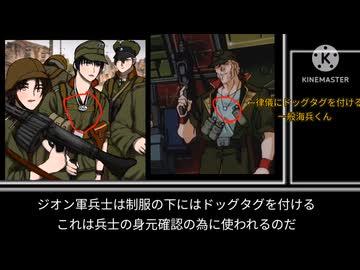 KINEMASTER
←律儀にドッグタグを付ける
一般海兵くん
ジオン軍兵士は制服の下にはドッグタグを付ける
これは兵士の身元確認の為に使われるのだ